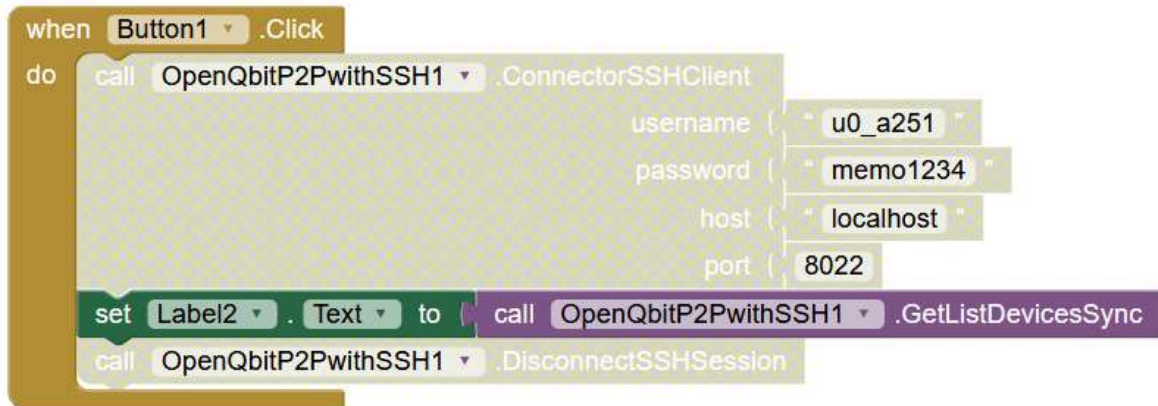 when Button1 .Click
do call OpenQbitP2PwithSSH1 .ConnectorSSHClient
username " u0_a251 "
password " memo1234 "
host " localhost "
port 8022
set Label2 . Text to call OpenQbitP2PwithSSH1 .GetListDevicesSync
call OpenQbitP2PwithSSH1 .DisconnectSSHSession